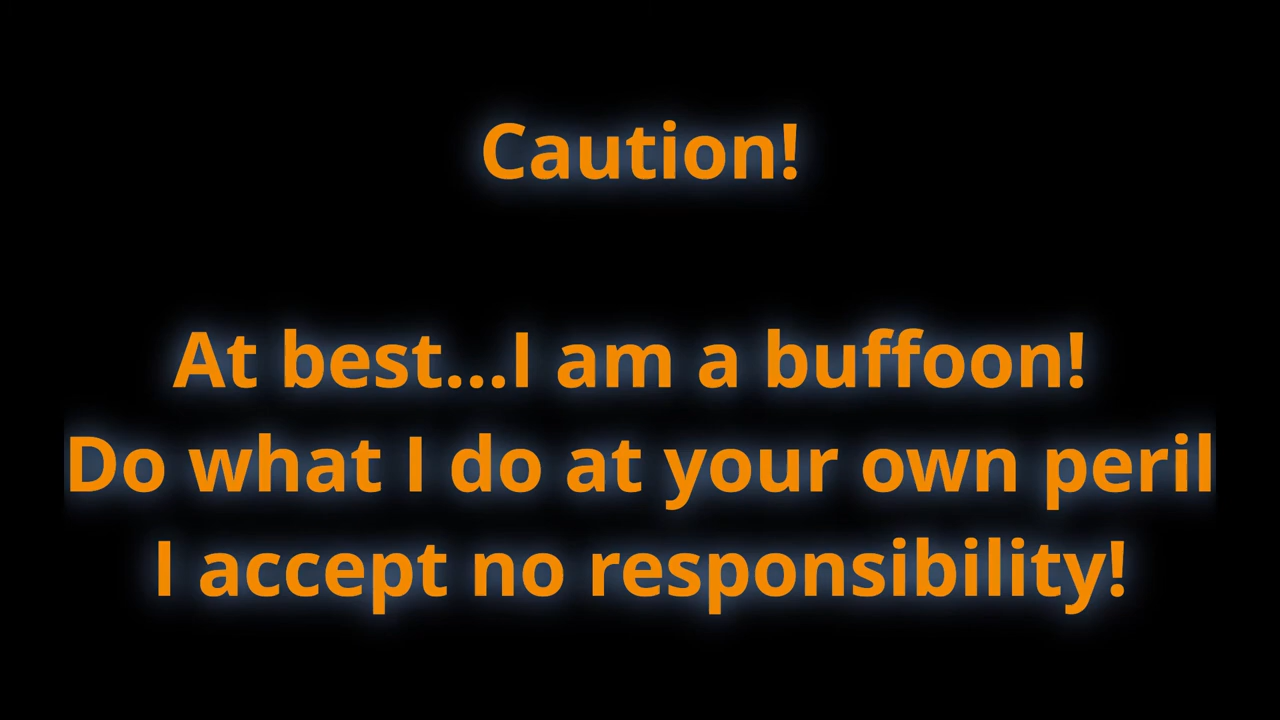 Caution!
At best...I am a buffoon!
Do what I do at your own peril
I accept no responsibility!